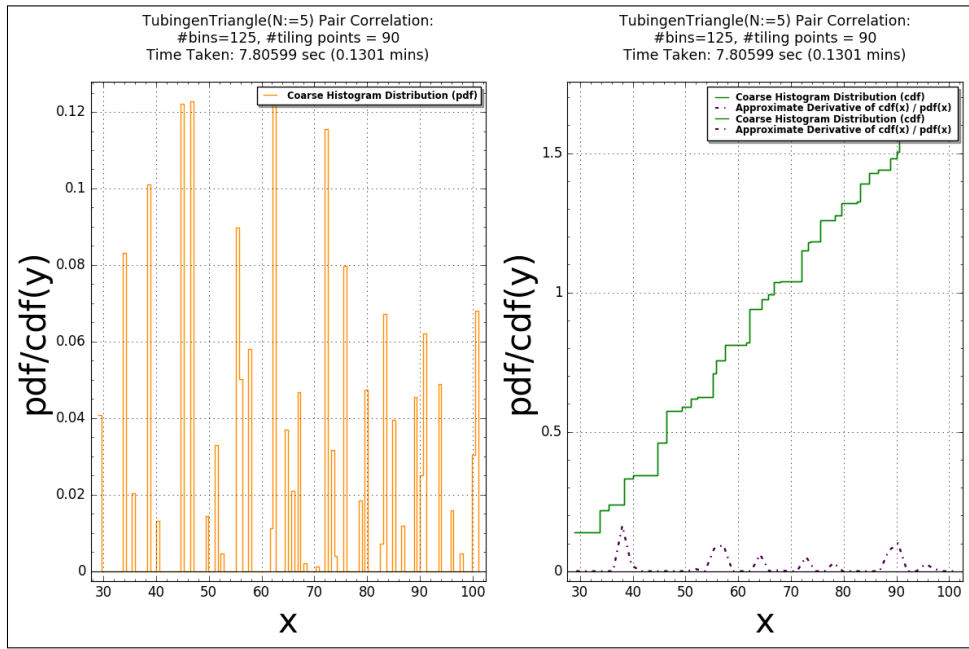 TubingenTriangle(N:=5) Pair Correlation:
#bins=125, #tiling points = 90
Time Taken: 7.80599 sec (0.1301 mins)
Coarse Histogram Distribution (pdf)
0.12
0.1
0.08
0.06
0.04
0.02
0
30 40 50 60 70 80 90 100
pdf/cdf(y)
x
TubingenTriangle(N:=5) Pair Correlation:
#bins=125, #tiling points = 90
Time Taken: 7.80599 sec (0.1301 mins)
Coarse Histogram Distribution (cdf)
Approximate Derivative of cdf(x) / pdf(x)
Coarse Histogram Distribution (cdf)
Approximate Derivative of cdf(x) / pdf(x)
1.5
1
0.5
0
30 40 50 60 70 80 90 100
pdf/cdf(y)
x